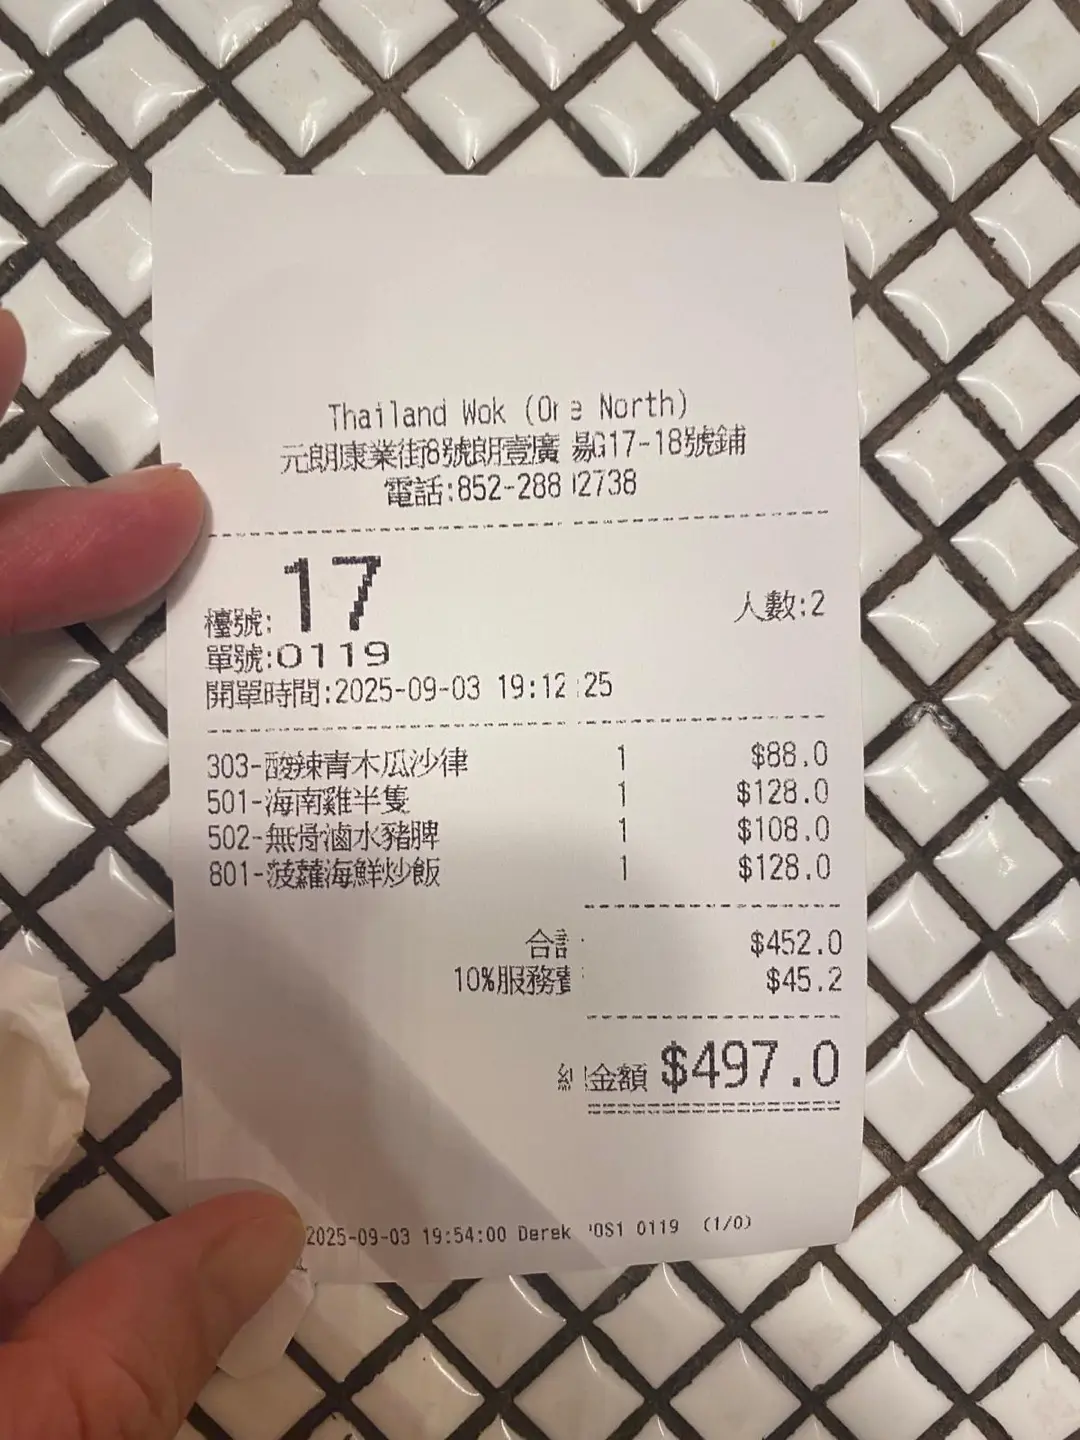 Thailand Wok (One North)
元朗康業街8號朗壹廣場G17-18號鋪
電話:852-288 02738
檯號: 17
人數:2
單號:0119
開單時間:2025-09-03 19:12:25
303-酸辣青木瓜沙律 1 $88.0
501-海南雞半隻 1 $128.0
502-無骨滷水豬脾 1 $108.0
801-菠蘿海鮮炒飯 1 $128.0
合計: $452.0
10%服務費: $45.2
總金額 $497.0
2025-09-03 19:54:00 Derek POS1 0119 (1/0)